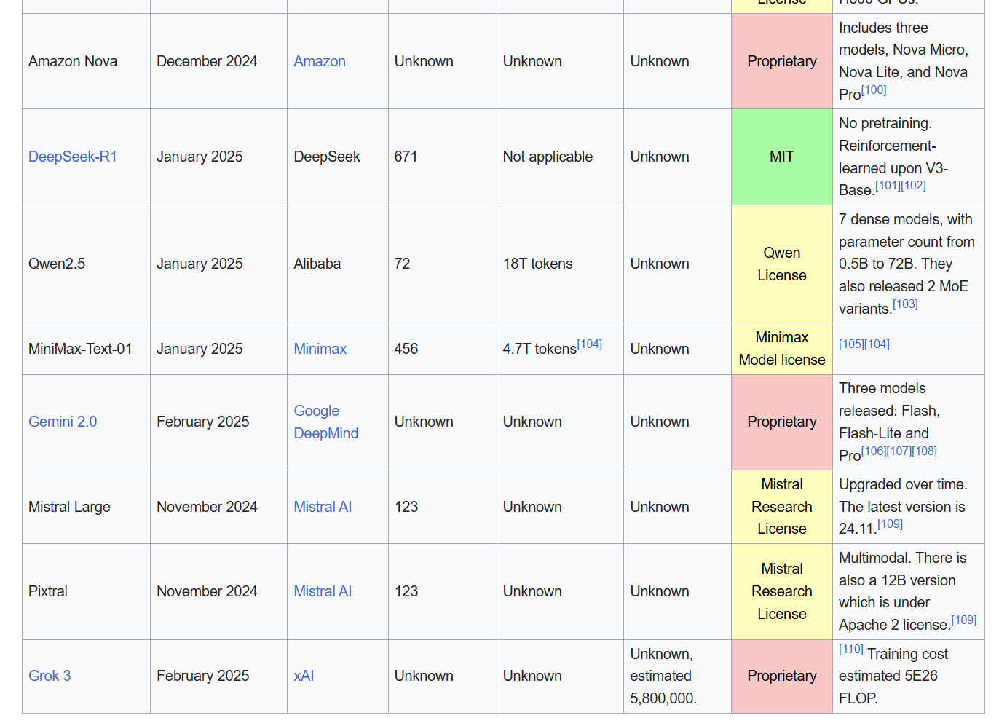 License
H800 GPUs.
Amazon Nova
December 2024
Amazon
Unknown
Unknown
Unknown
Proprietary
Includes three
models, Nova Micro,
Nova Lite, and Nova
Pro[100]
DeepSeek-R1
January 2025
DeepSeek
671
Not applicable
Unknown
MIT
No pretraining.
Reinforcement-
learned upon V3-
Base.[101][102]
Qwen2.5
January 2025
Alibaba
72
18T tokens
Unknown
Qwen
License
7 dense models, with
parameter count from
0.5B to 72B. They
also released 2 MoE
variants.[103]
MiniMax-Text-01
January 2025
Minimax
456
4.7T tokens[104]
Unknown
Minimax
Model license
[105][104]
Gemini 2.0
February 2025
Google
DeepMind
Unknown
Unknown
Unknown
Proprietary
Three models
released: Flash,
Flash-Lite and
Pro[106][107][108]
Mistral Large
November 2024
Mistral AI
123
Unknown
Unknown
Mistral
Research
License
Upgraded over time.
The latest version is
24.11.[109]
Pixtral
November 2024
Mistral AI
123
Unknown
Unknown
Mistral
Research
License
Multimodal. There is
also a 12B version
which is under
Apache 2 license.[109]
Grok 3
February 2025
xAI
Unknown
Unknown
Unknown,
estimated
5,800,000.
Proprietary
[110] Training cost
estimated 5E26
FLOP.